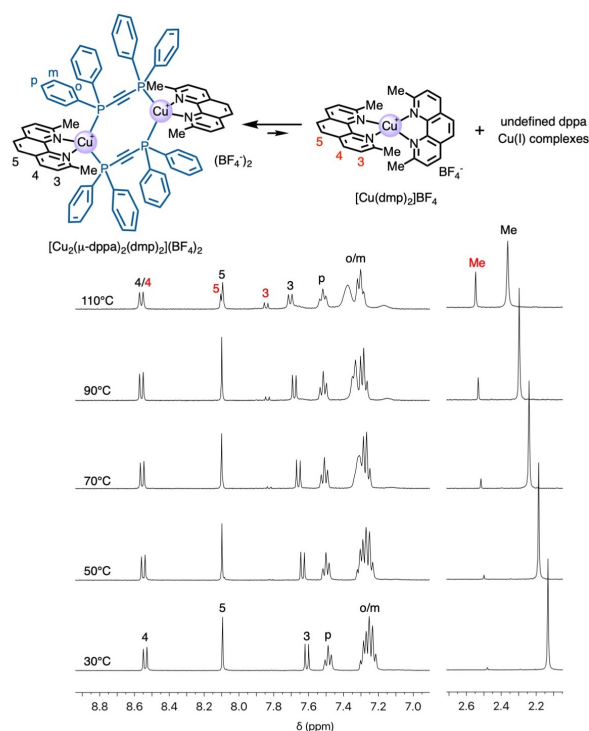 p m o
P P
Me Me
Cu+ N N Cu+
N N Me
Me P P
5 4 3
(BF4-)2
[Cu2(μ-dppa)2(dmp)2](BF4)2
Me Me
N Cu+ N
N N
Me Me
5 4 3
BF4-
[Cu(dmp)2]BF4
+ undefined dppa
Cu(I) complexes
110°C 4/4 5 5 3 3 p o/m Me Me
90°C
70°C
50°C
30°C 4 5 3 p o/m
8.8 8.6 8.4 8.2 8.0 7.8 7.6 7.4 7.2 7.0 2.6 2.4 2.2
δ (ppm)